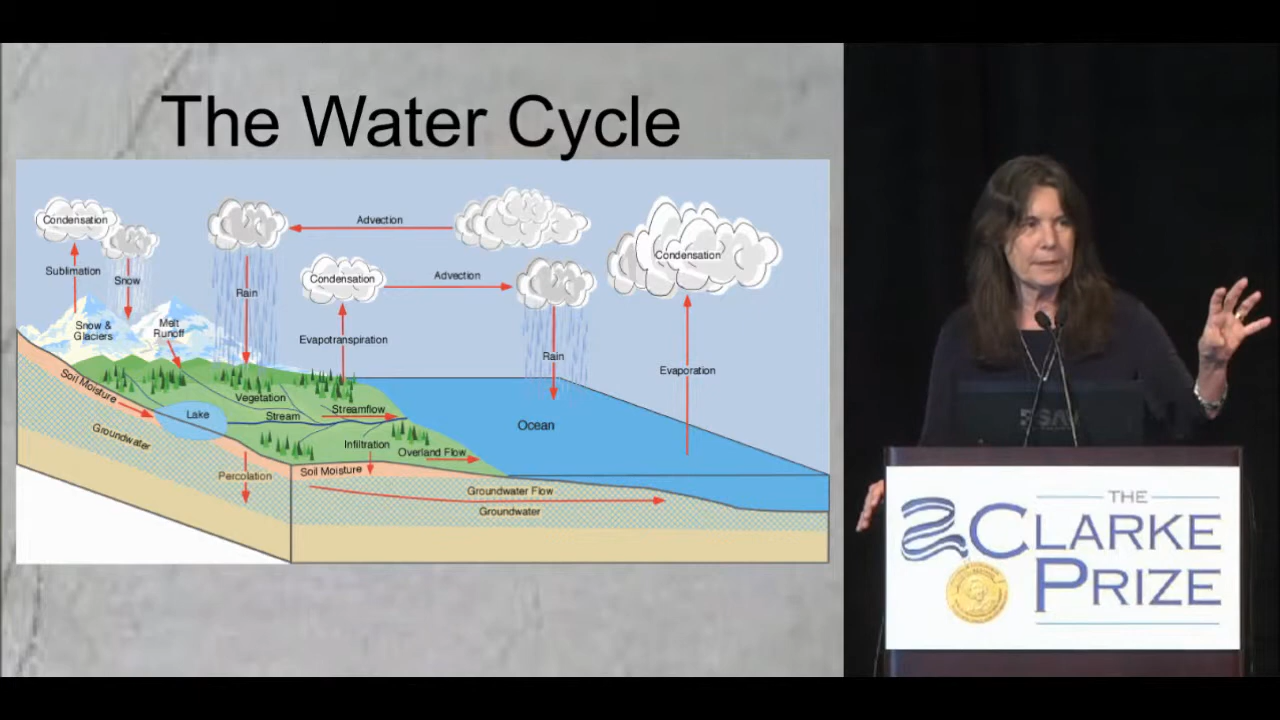 The Water Cycle
Condensation
Advection
Condensation
Sublimation
Snow
Condensation
Advection
Rain
Snow &
Glaciers
Melt
Runoff
Evapotranspiration
Rain
Evaporation
Soil Moisture
Vegetation
Lake
Stream
Streamflow
Ocean
Groundwater
Infiltration
Overland Flow
Percolation
Soil Moisture
Groundwater Flow
Groundwater
THE
CLARKE
PRIZE